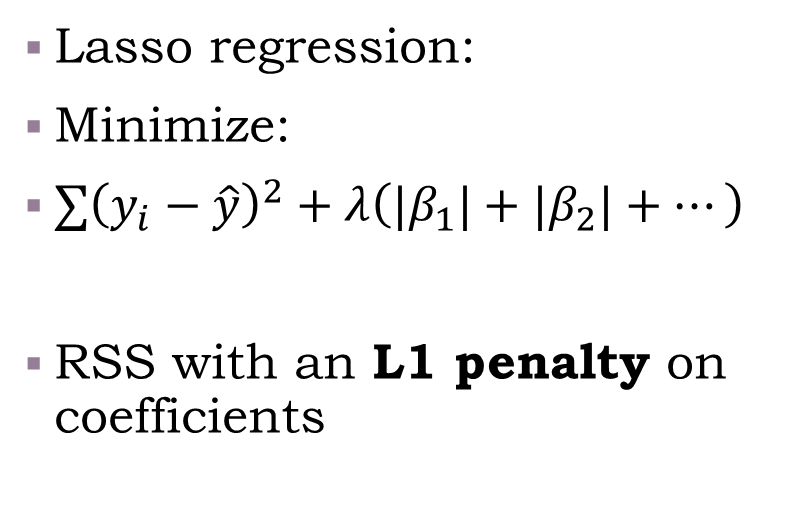 ▪ Lasso regression:
▪ Minimize:
▪ ∑(yᵢ − ŷ)² + λ(|β₁| + |β₂| + ⋯ )
▪ RSS with an L1 penalty on
coefficients